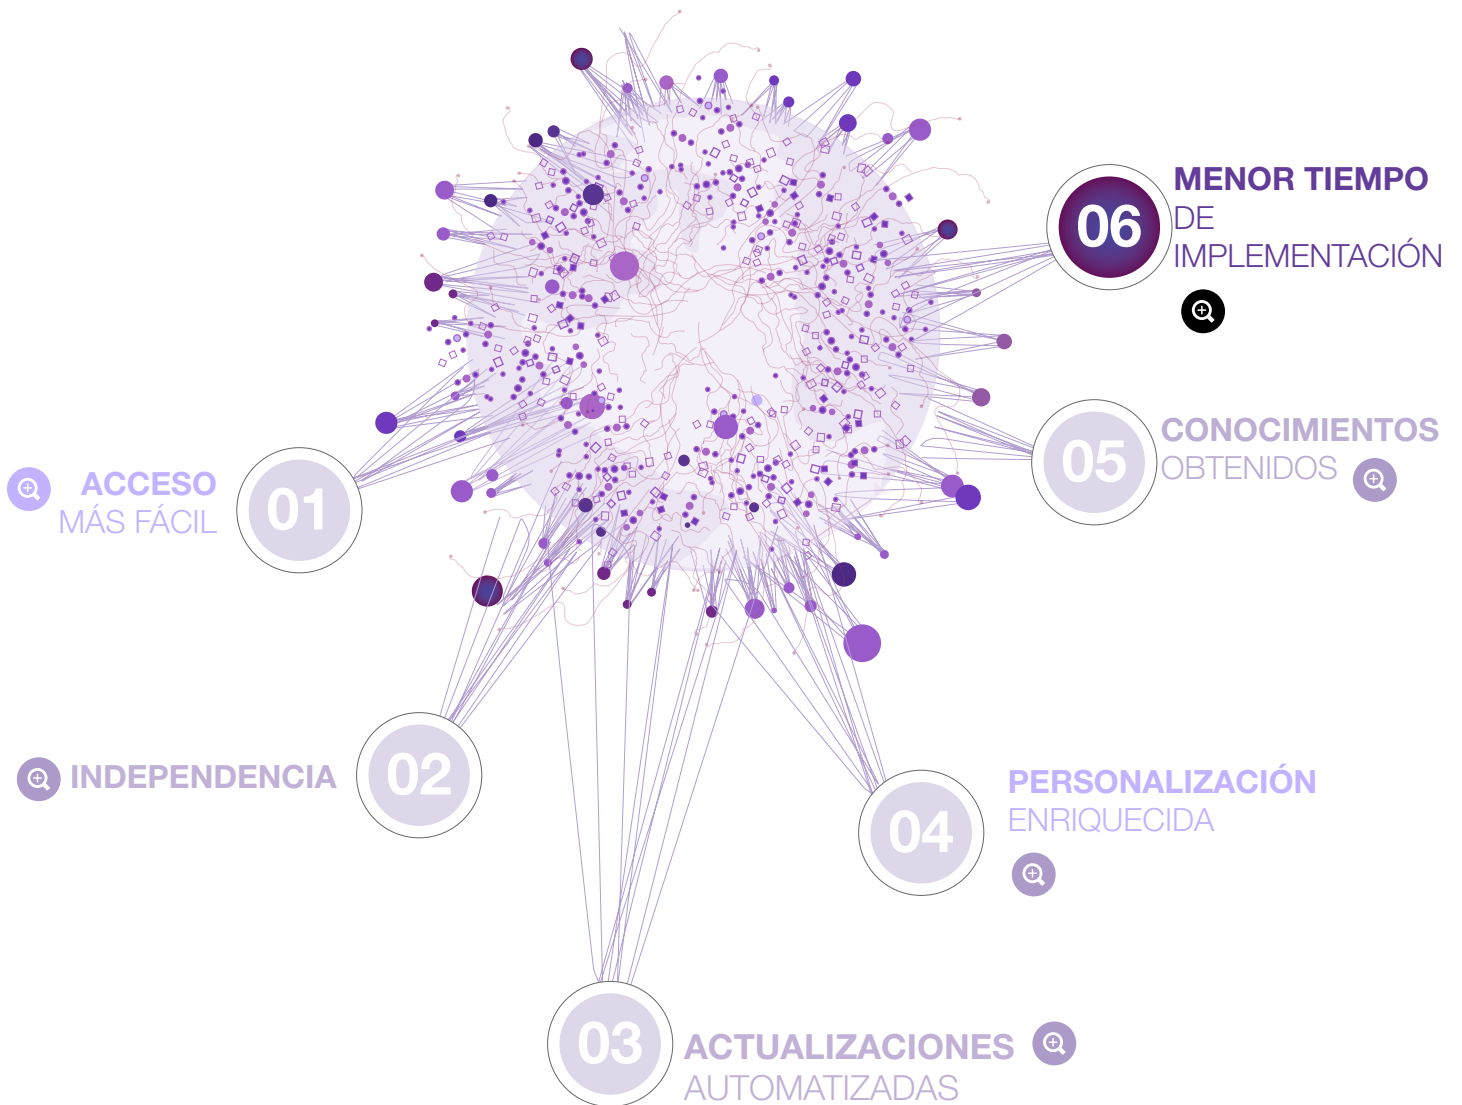 06
MENOR TIEMPO
DE
IMPLEMENTACIÓN
05
CONOCIMIENTOS
OBTENIDOS
01
ACCESO
MÁS FÁCIL
02
INDEPENDENCIA
04
PERSONALIZACIÓN
ENRIQUECIDA
03
ACTUALIZACIONES
AUTOMATIZADAS